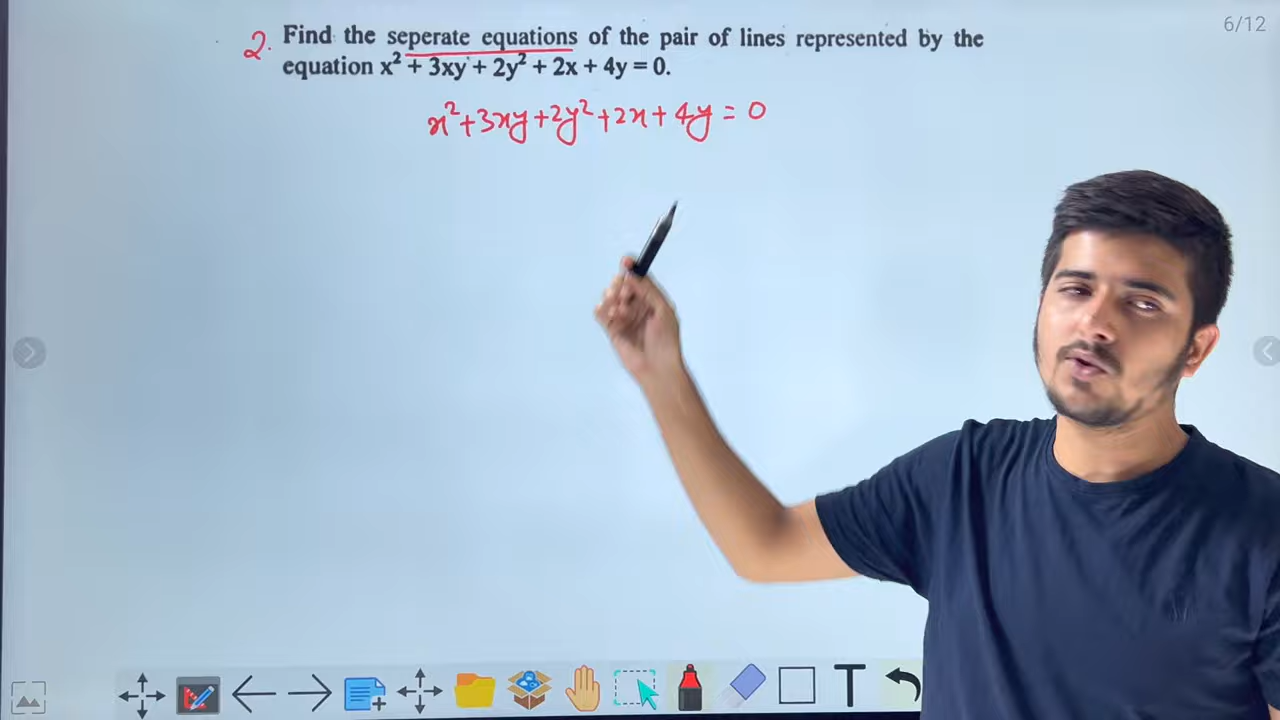 6/12
2. Find the seperate equations of the pair of lines represented by the
equation x² + 3xy + 2y² + 2x + 4y = 0.
x²+3xy+2y²+2x+4y = 0
T